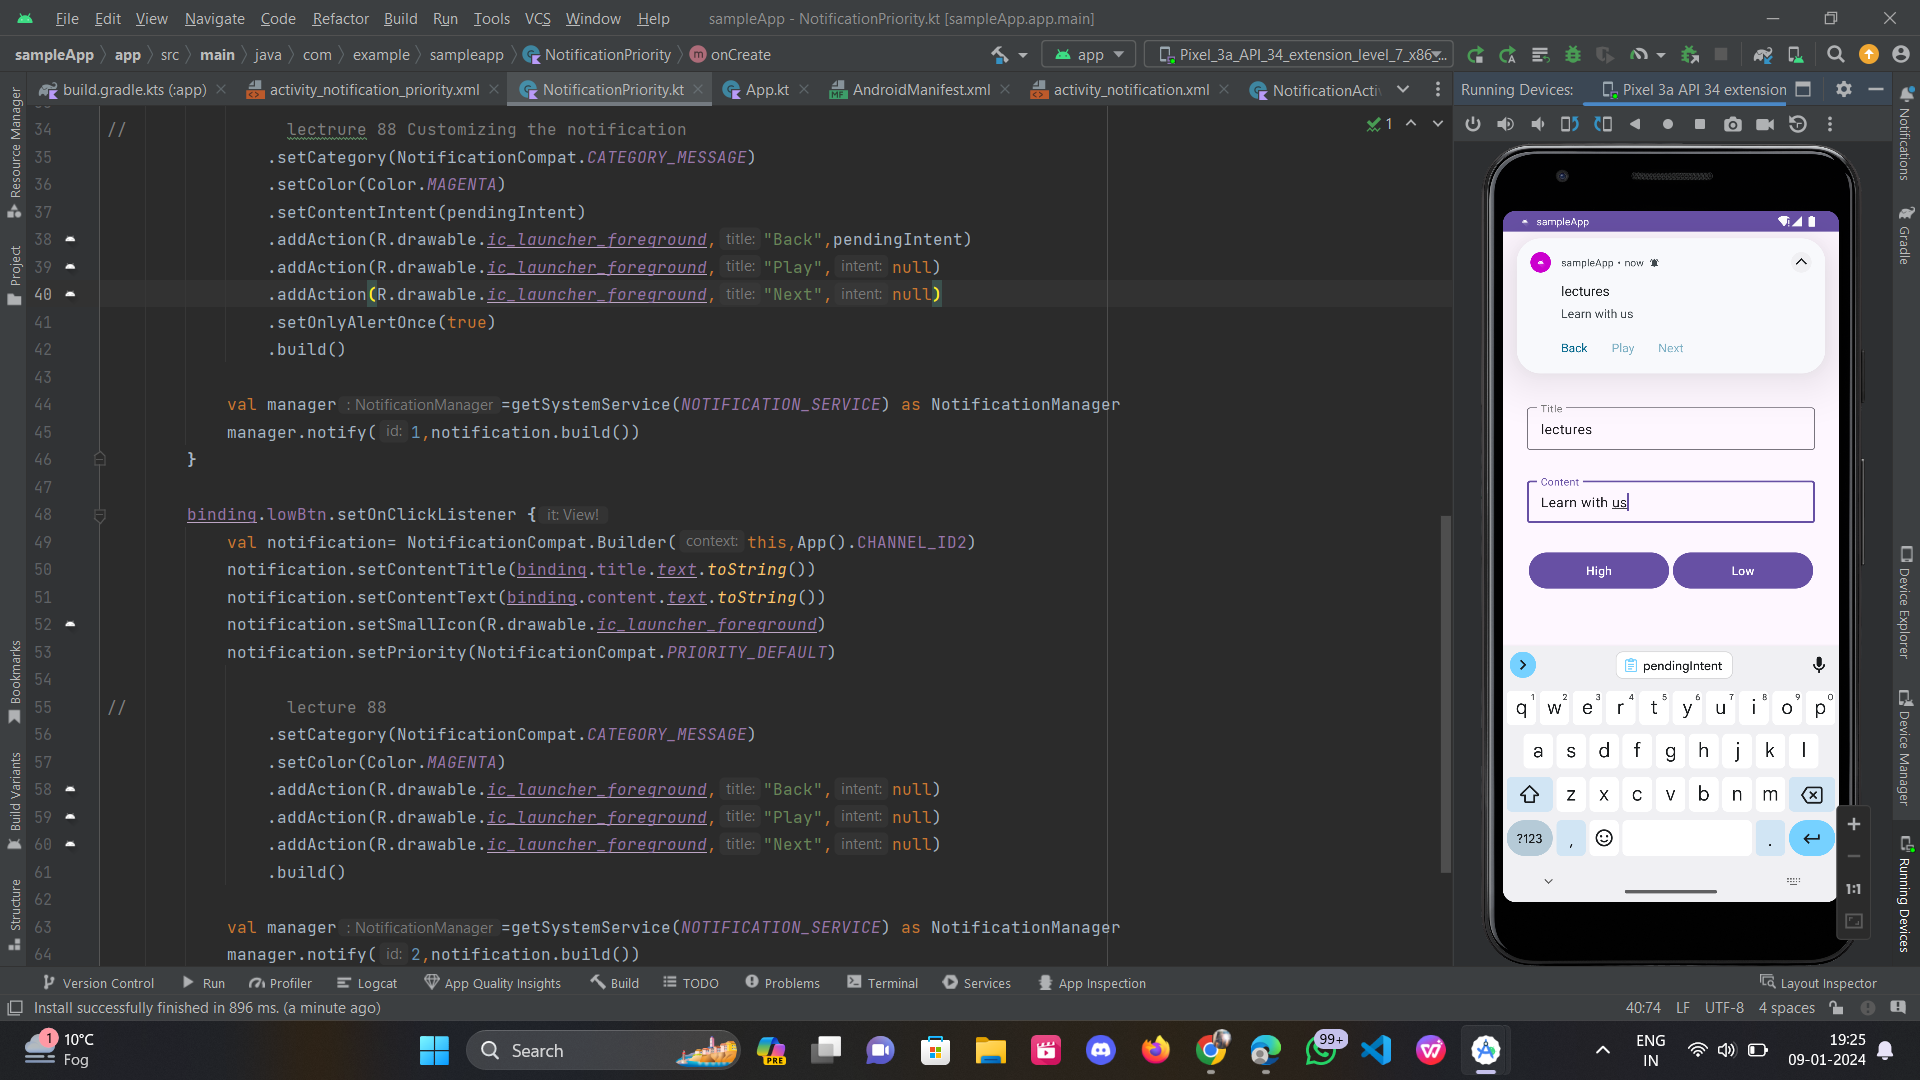 File Edit View Navigate Code Refactor Build Run Tools VCS Window Help sampleApp - NotificationPriority.kt [sampleApp.app.main]
sampleApp app src main java com example sampleapp NotificationPriority onCreate app Pixel_3a_API_34_extension_level_7_x86
build.gradle.kts (:app) activity_notification_priority.xml NotificationPriority.kt App.kt AndroidManifest.xml activity_notification.xml NotificationActi Running Devices: Pixel 3a API 34 extension
34 // lectrure 88 Customizing the notification
1
35 .setCategory(NotificationCompat.CATEGORY_MESSAGE)
36 .setColor(Color.MAGENTA)
37 .setContentIntent(pendingIntent)
38 .addAction(R.drawable.ic_launcher_foreground, title: "Back",pendingIntent)
39 .addAction(R.drawable.ic_launcher_foreground, title: "Play", intent: null)
40 .addAction(R.drawable.ic_launcher_foreground, title: "Next", intent: null)
41 .setOnlyAlertOnce(true)
42 .build()
43
44 val manager : NotificationManager =getSystemService(NOTIFICATION_SERVICE) as NotificationManager
45 manager.notify( id: 1,notification.build())
46 }
47
48 binding.lowBtn.setOnClickListener { it: View!
49 val notification= NotificationCompat.Builder( context: this,App().CHANNEL_ID2)
50 notification.setContentTitle(binding.title.text.toString())
51 notification.setContentText(binding.content.text.toString())
52 notification.setSmallIcon(R.drawable.ic_launcher_foreground)
53 notification.setPriority(NotificationCompat.PRIORITY_DEFAULT)
54
55 // lecture 88
56 .setCategory(NotificationCompat.CATEGORY_MESSAGE)
57 .setColor(Color.MAGENTA)
58 .addAction(R.drawable.ic_launcher_foreground, title: "Back", intent: null)
59 .addAction(R.drawable.ic_launcher_foreground, title: "Play", intent: null)
60 .addAction(R.drawable.ic_launcher_foreground, title: "Next", intent: null)
61 .build()
62
63 val manager : NotificationManager =getSystemService(NOTIFICATION_SERVICE) as NotificationManager
64 manager.notify( id: 2,notification.build())
Resource Manager
Project
Bookmarks
Build Variants
Structure
sampleApp
sampleApp • now
lectures
Learn with us
Back Play Next
Title
lectures
Content
Learn with us
High Low
pendingIntent
q1 w2 e3 r4 t5 y6 u7 i8 o9 p0
a s d f g h j k l
z x c v b n m
?123 , .
1:1
Notifications
Gradle
Device Explorer
Device Manager
Running Devices
Version Control Run Profiler Logcat App Quality Insights Build TODO Problems Terminal Services App Inspection Layout Inspector
Install successfully finished in 896 ms. (a minute ago) 40:74 LF UTF-8 4 spaces
1 10°C
Fog
Search
PRE
99+
ENG
IN
19:25
09-01-2024